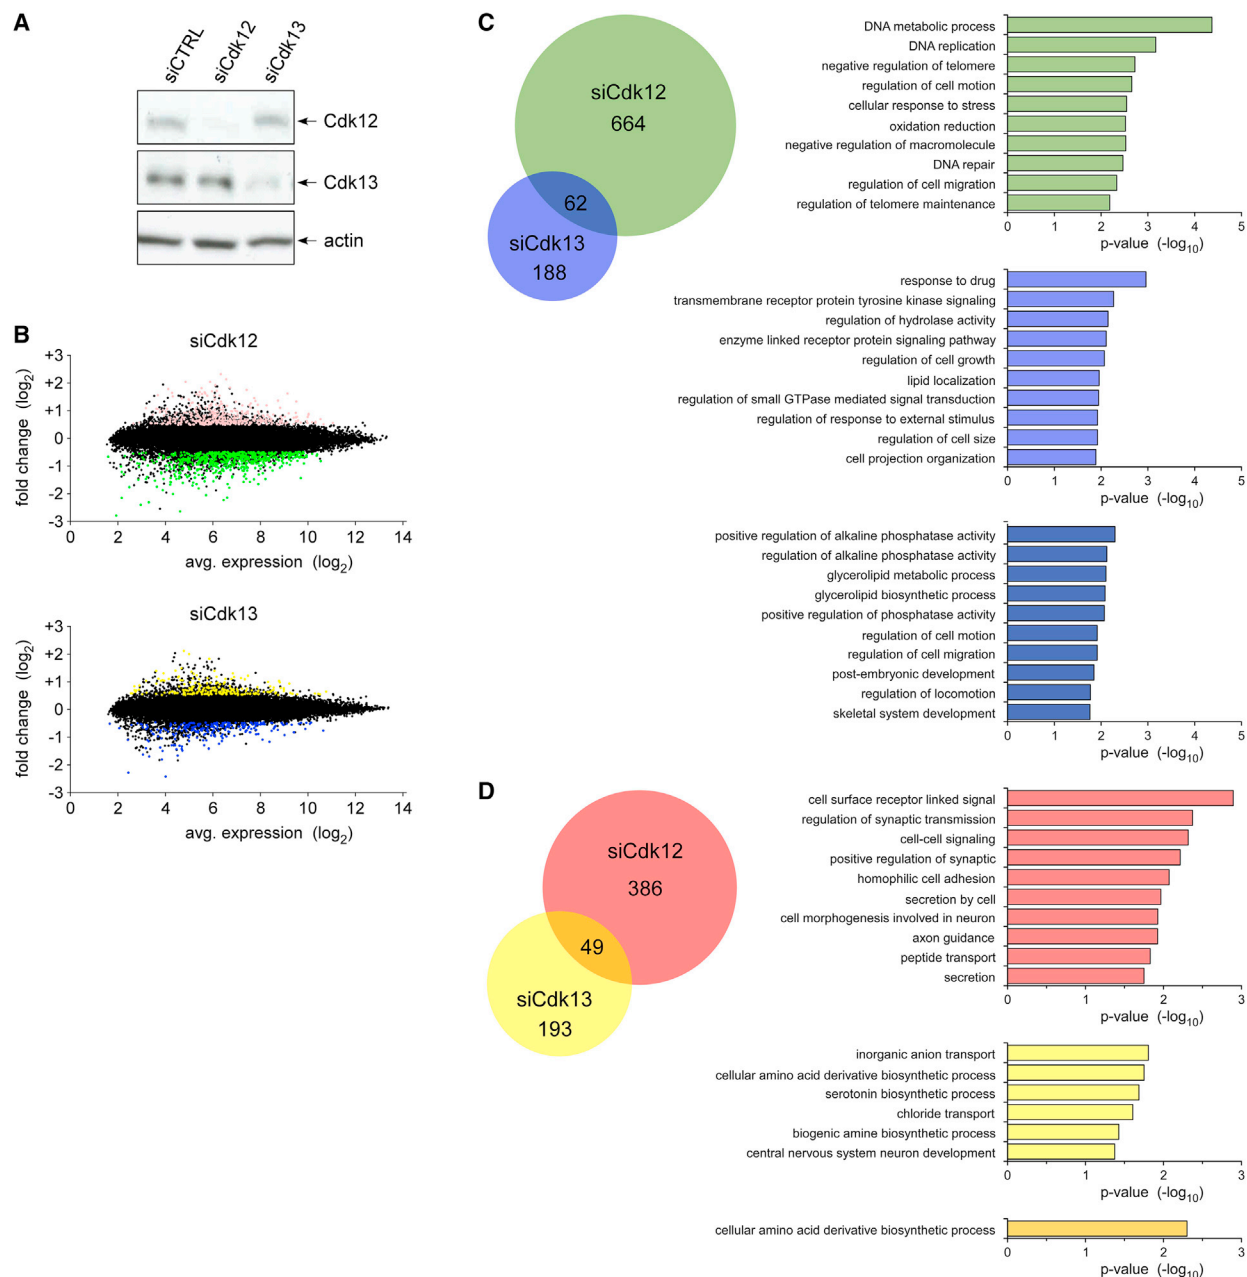 A
siCTRL
siCdk12
siCdk13
Cdk12
Cdk13
actin
B
siCdk12
+3
+2
+1
0
-1
-2
-3
fold change (log2)
0 2 4 6 8 10 12 14
avg. expression (log2)
siCdk13
+3
+2
+1
0
-1
-2
-3
fold change (log2)
0 2 4 6 8 10 12 14
avg. expression (log2)
C
siCdk12
664
62
siCdk13
188
DNA metabolic process
DNA replication
negative regulation of telomere
regulation of cell motion
cellular response to stress
oxidation reduction
negative regulation of macromolecule
DNA repair
regulation of cell migration
regulation of telomere maintenance
0 1 2 3 4 5
p-value (-log10)
response to drug
transmembrane receptor protein tyrosine kinase signaling
regulation of hydrolase activity
enzyme linked receptor protein signaling pathway
regulation of cell growth
lipid localization
regulation of small GTPase mediated signal transduction
regulation of response to external stimulus
regulation of cell size
cell projection organization
0 1 2 3 4 5
p-value (-log10)
positive regulation of alkaline phosphatase activity
regulation of alkaline phosphatase activity
glycerolipid metabolic process
glycerolipid biosynthetic process
positive regulation of phosphatase activity
regulation of cell motion
regulation of cell migration
post-embryonic development
regulation of locomotion
skeletal system development
0 1 2 3 4 5
p-value (-log10)
D
siCdk12
386
49
siCdk13
193
cell surface receptor linked signal
regulation of synaptic transmission
cell-cell signaling
positive regulation of synaptic
homophilic cell adhesion
secretion by cell
cell morphogenesis involved in neuron
axon guidance
peptide transport
secretion
0 1 2 3
p-value (-log10)
inorganic anion transport
cellular amino acid derivative biosynthetic process
serotonin biosynthetic process
chloride transport
biogenic amine biosynthetic process
central nervous system neuron development
0 1 2 3
p-value (-log10)
cellular amino acid derivative biosynthetic process
0 1 2 3
p-value (-log10)